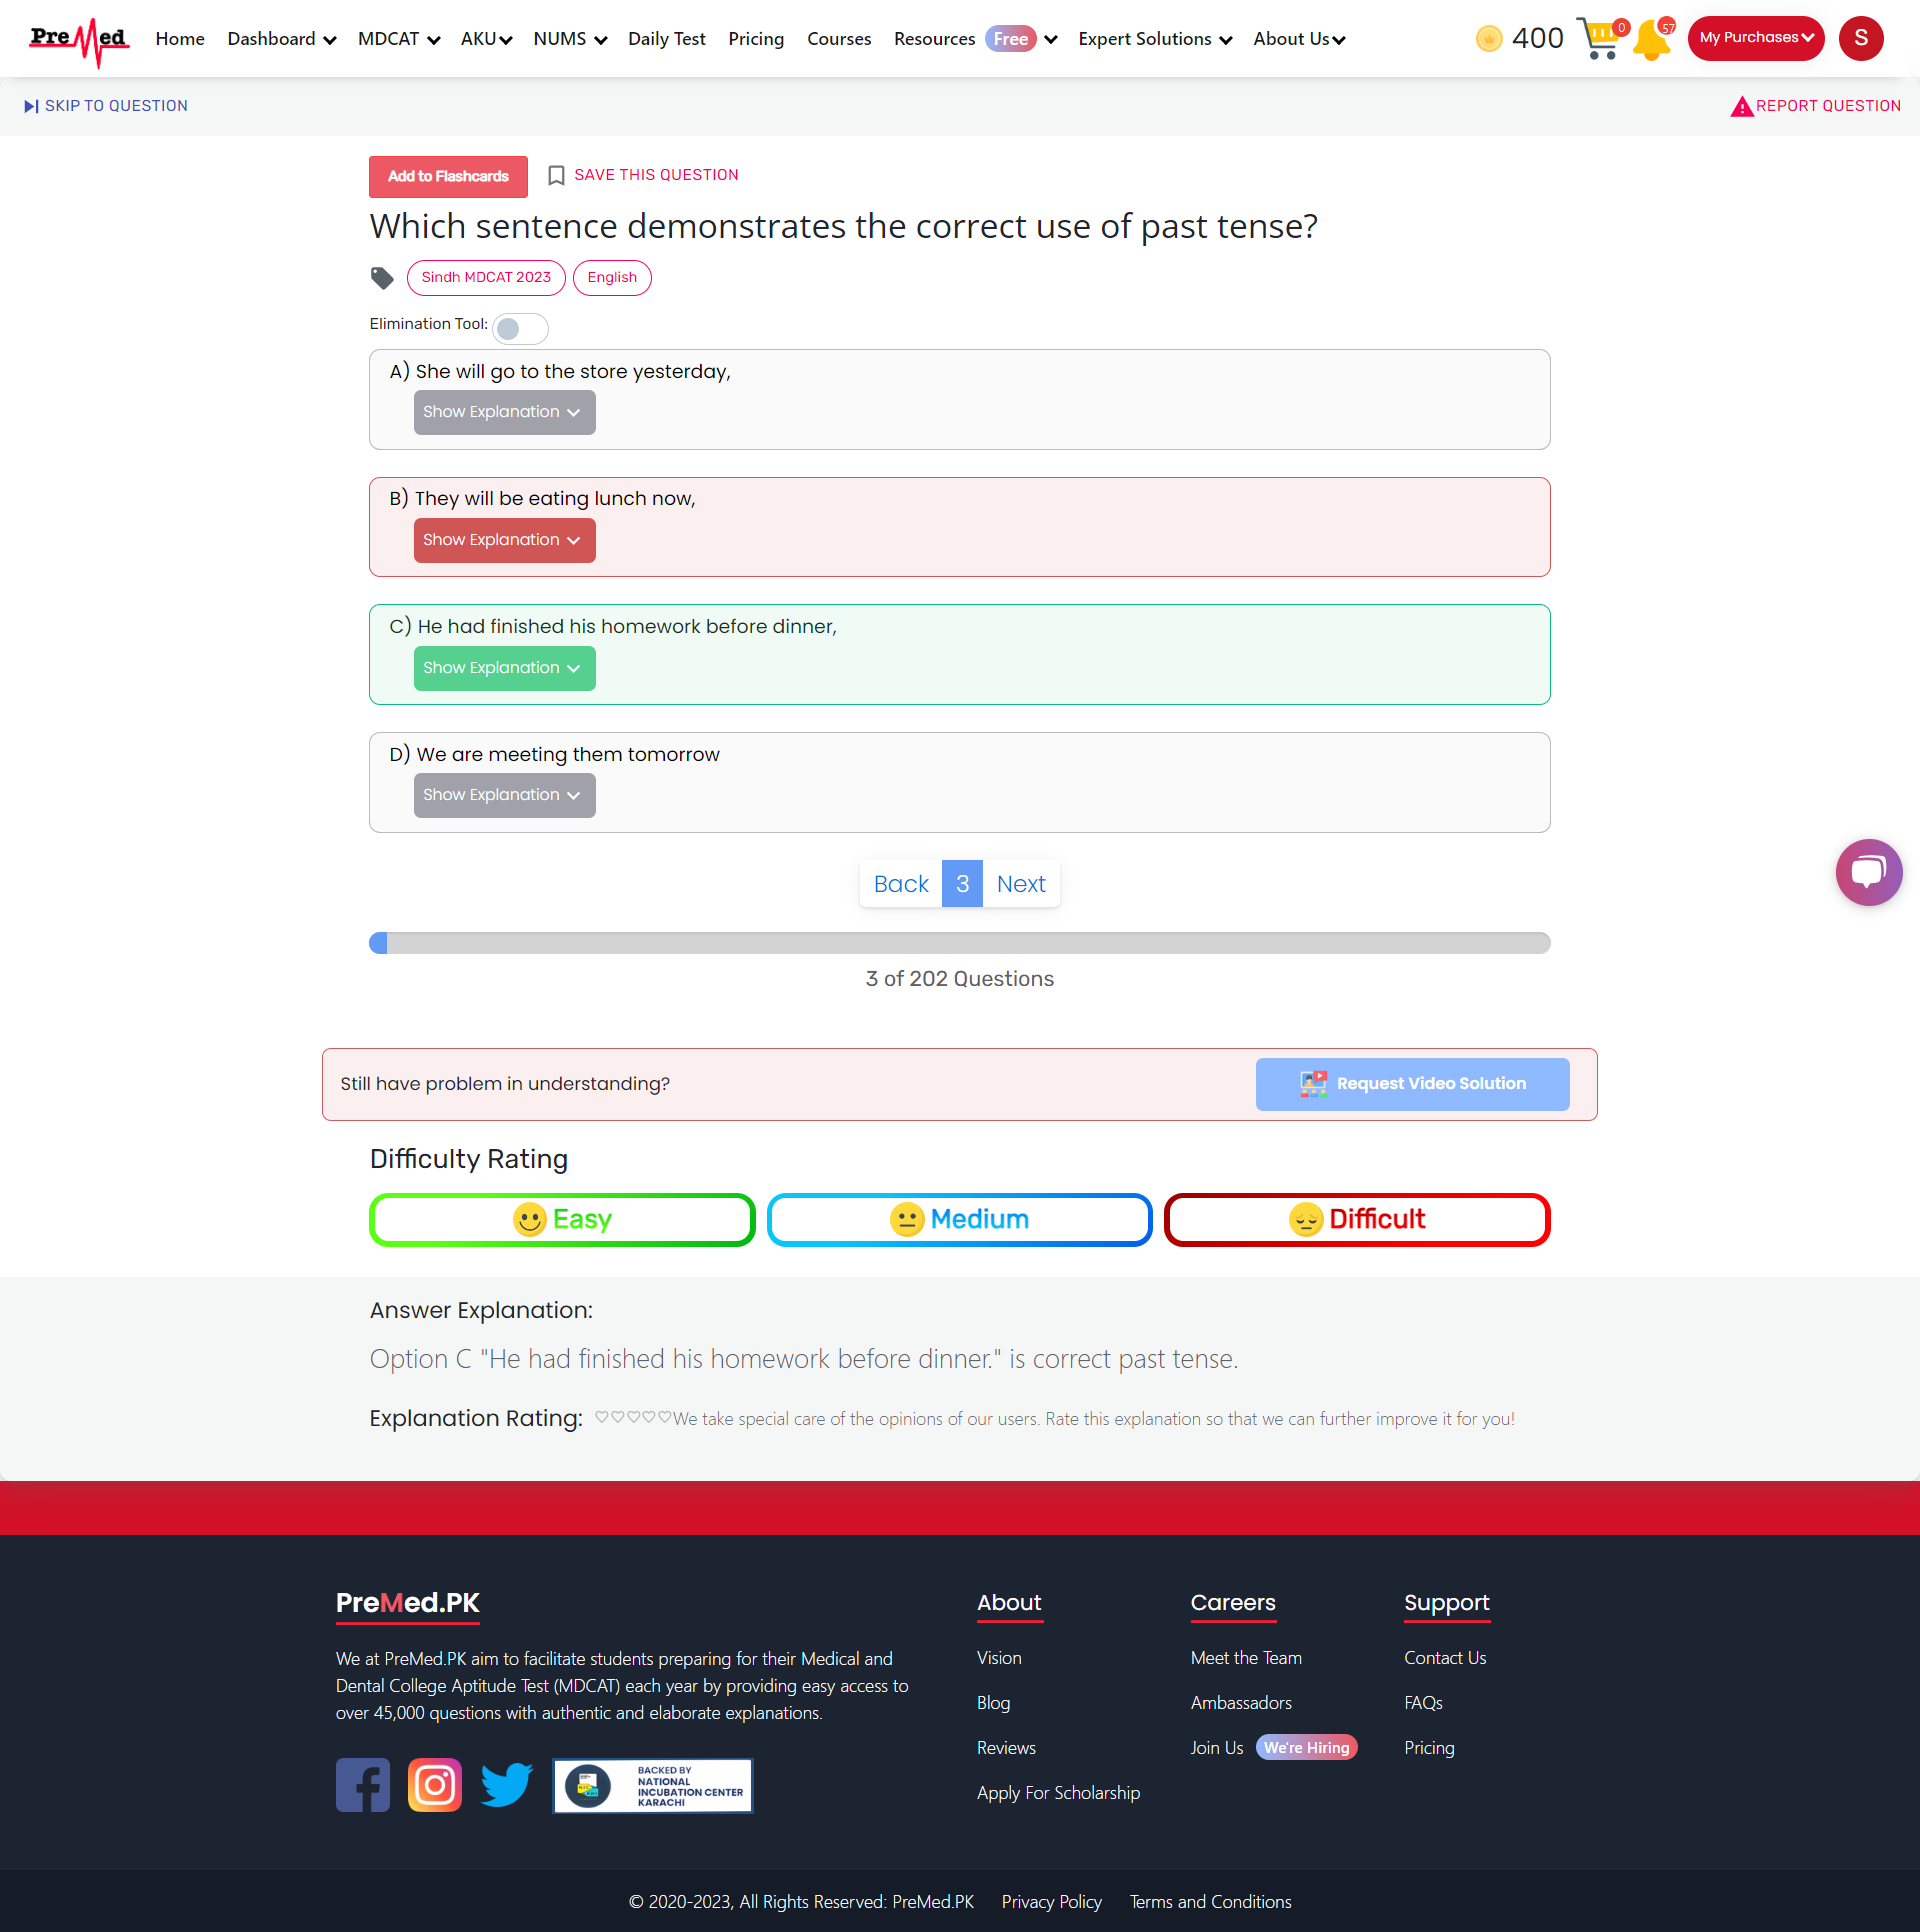 PreMed Home Dashboard MDCAT AKU NUMS Daily Test Pricing Courses Resources Free Expert Solutions About Us 400 0 57 My Purchases S
SKIP TO QUESTION REPORT QUESTION
Add to Flashcards SAVE THIS QUESTION
Which sentence demonstrates the correct use of past tense?
Sindh MDCAT 2023 English
Elimination Tool:
A) She will go to the store yesterday,
Show Explanation
B) They will be eating lunch now,
Show Explanation
C) He had finished his homework before dinner,
Show Explanation
D) We are meeting them tomorrow
Show Explanation
Back 3 Next
3 of 202 Questions
Still have problem in understanding? Request Video Solution
Difficulty Rating
Easy Medium Difficult
Answer Explanation:
Option C "He had finished his homework before dinner." is correct past tense.
Explanation Rating: We take special care of the opinions of our users. Rate this explanation so that we can further improve it for you!
PreMed.PK
We at PreMed.PK aim to facilitate students preparing for their Medical and
Dental College Aptitude Test (MDCAT) each year by providing easy access to
over 45,000 questions with authentic and elaborate explanations.
BACKED BY
NATIONAL
INCUBATION CENTER
KARACHI
About
Vision
Blog
Reviews
Apply For Scholarship
Careers
Meet the Team
Ambassadors
Join Us We're Hiring
Support
Contact Us
FAQs
Pricing
© 2020-2023, All Rights Reserved: PreMed.PK Privacy Policy Terms and Conditions